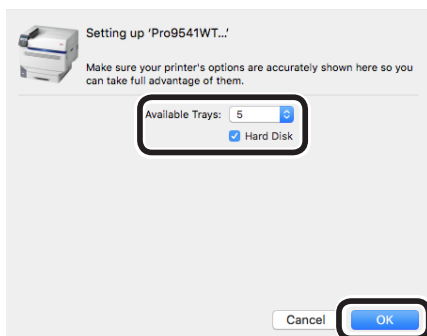 Setting up ‘Pro9541WT...’
Make sure your printer's options are accurately shown here so you
can take full advantage of them.
Available Trays: 5
Hard Disk
Cancel OK